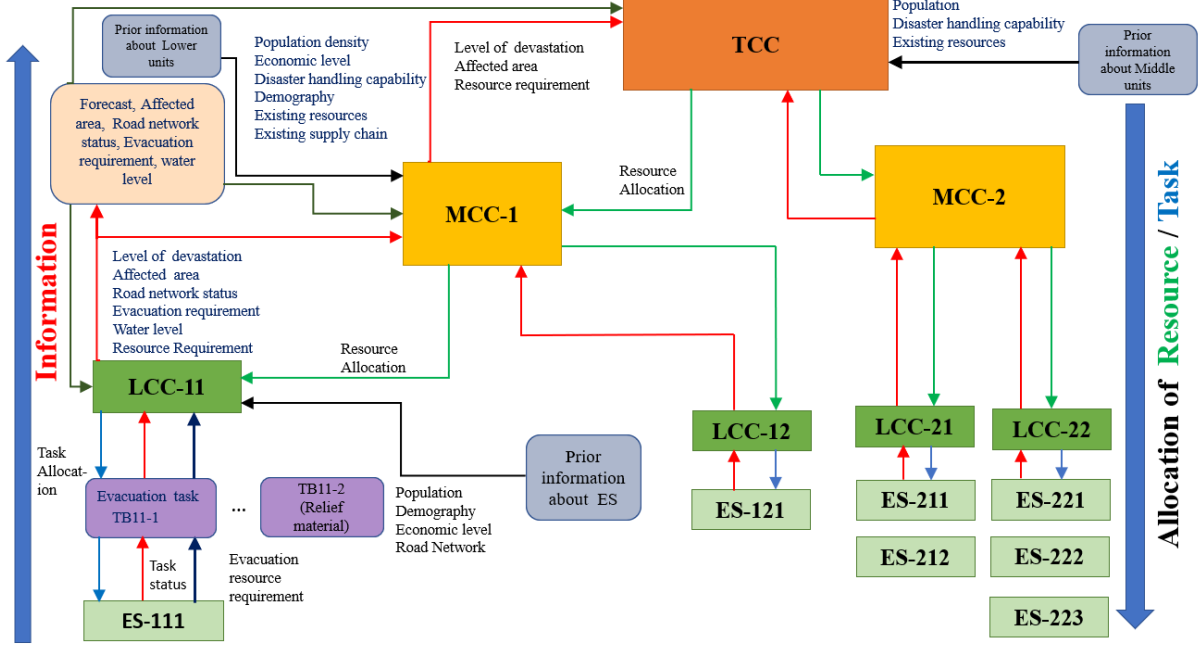 Prior
information
about Lower
units
Population density
Economic level
Disaster handling capability
Demography
Existing resources
Existing supply chain
Level of devastation
Affected area
Resource requirement
TCC
Population
Disaster handling capability
Existing resources
Prior
information
about Middle
units
Forecast, Affected
area, Road network
status, Evacuation
requirement, water
level
MCC-1
Resource
Allocation
MCC-2
Information
Level of devastation
Affected area
Road network status
Evacuation requirement
Water level
Resource Requirement
Resource
Allocation
LCC-11
LCC-12
LCC-21
LCC-22
Task
Allocat-
ion
Evacuation task
TB11-1
...
TB11-2
(Relief
material)
Population
Demography
Economic level
Road Network
Prior
information
about ES
ES-121
ES-211
ES-221
ES-212
ES-222
Task
status
Evacuation
resource
requirement
ES-111
ES-223
Allocation of Resource / Task